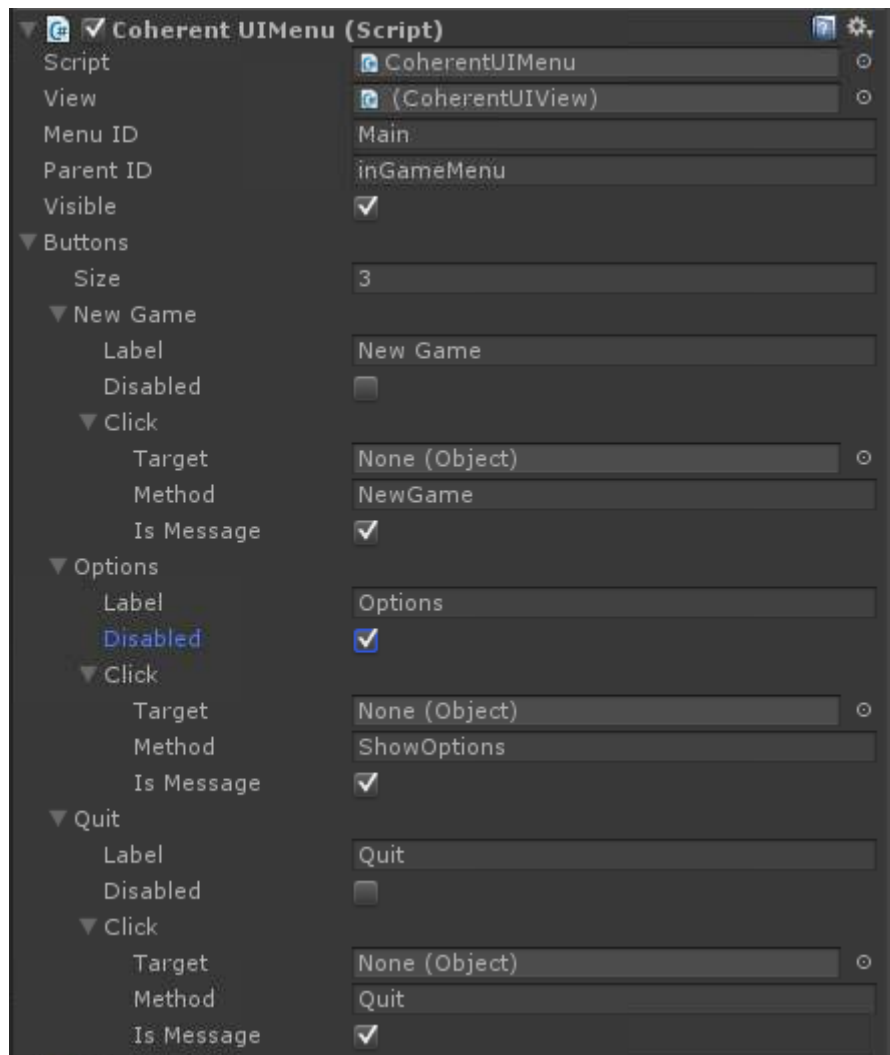 Coherent UIMenu (Script)
Script CoherentUIMenu
View (CoherentUIView)
Menu ID Main
Parent ID inGameMenu
Visible
Buttons
Size 3
New Game
Label New Game
Disabled
Click
Target None (Object)
Method NewGame
Is Message
Options
Label Options
Disabled
Click
Target None (Object)
Method ShowOptions
Is Message
Quit
Label Quit
Disabled
Click
Target None (Object)
Method Quit
Is Message